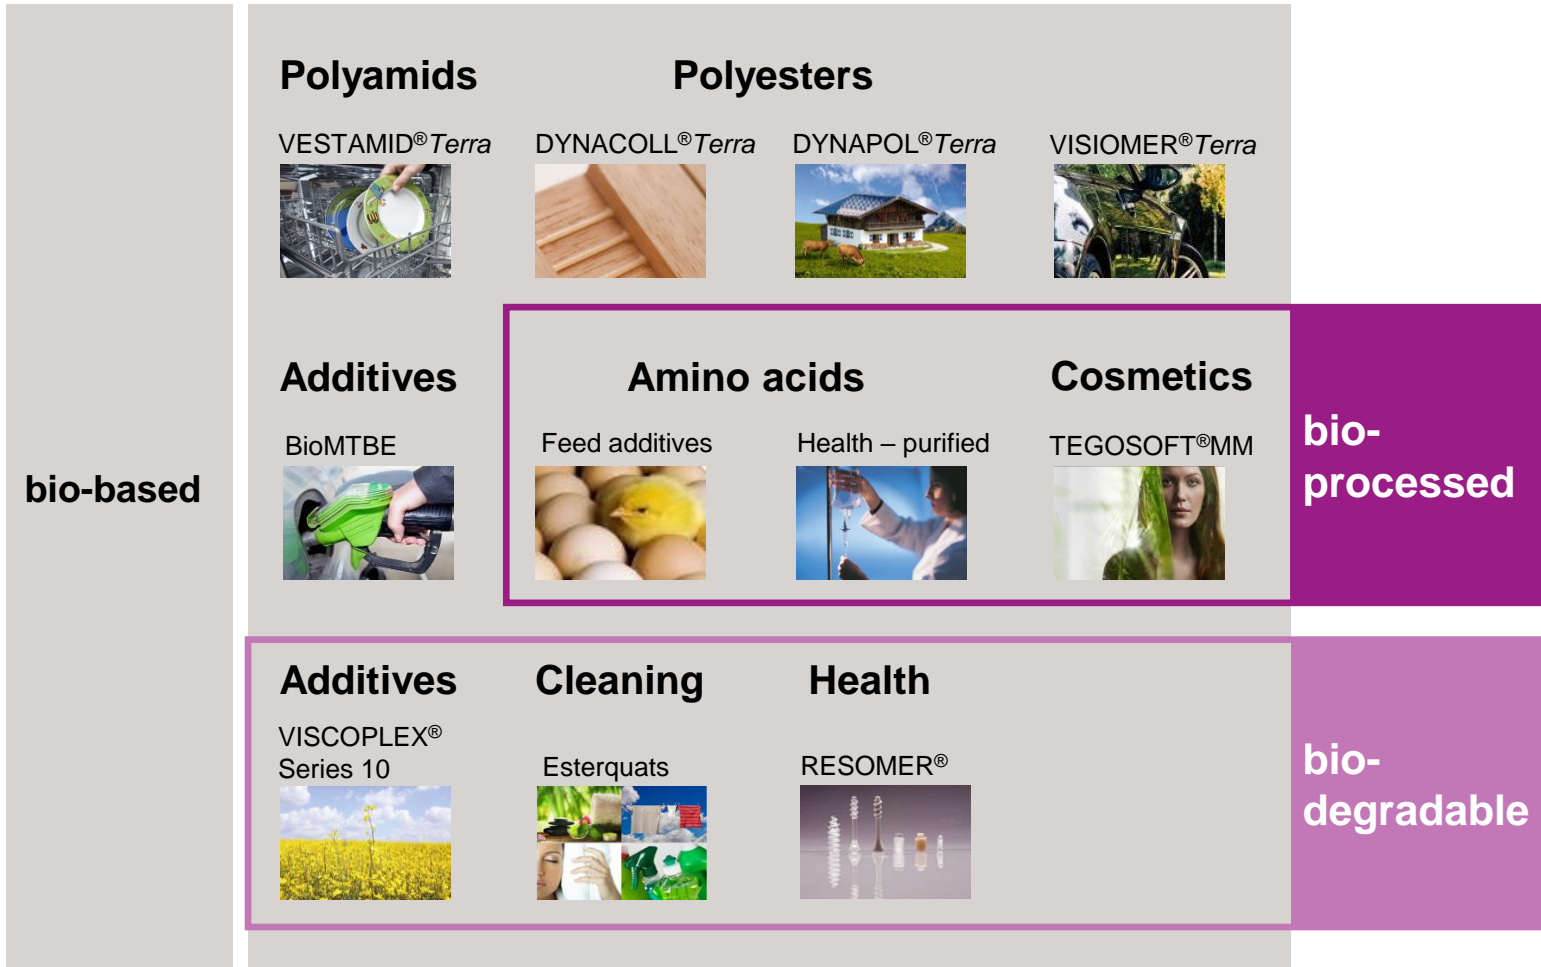 Polyamids Polyesters
VESTAMID®Terra DYNACOLL®Terra DYNAPOL®Terra VISIOMER®Terra
Additives Amino acids Cosmetics
BioMTBE Feed additives Health – purified TEGOSOFT®MM
bio-
processed
bio-based
Additives Cleaning Health
VISCOPLEX®
Series 10 Esterquats RESOMER®
bio-
degradable